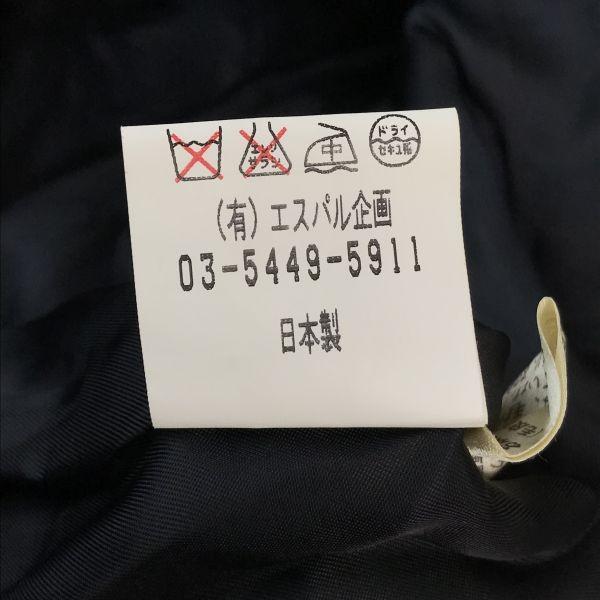 エンソ サラシ 中 ドライ セキユ系
(有)エスパル企画
03-5449-5911
日本製